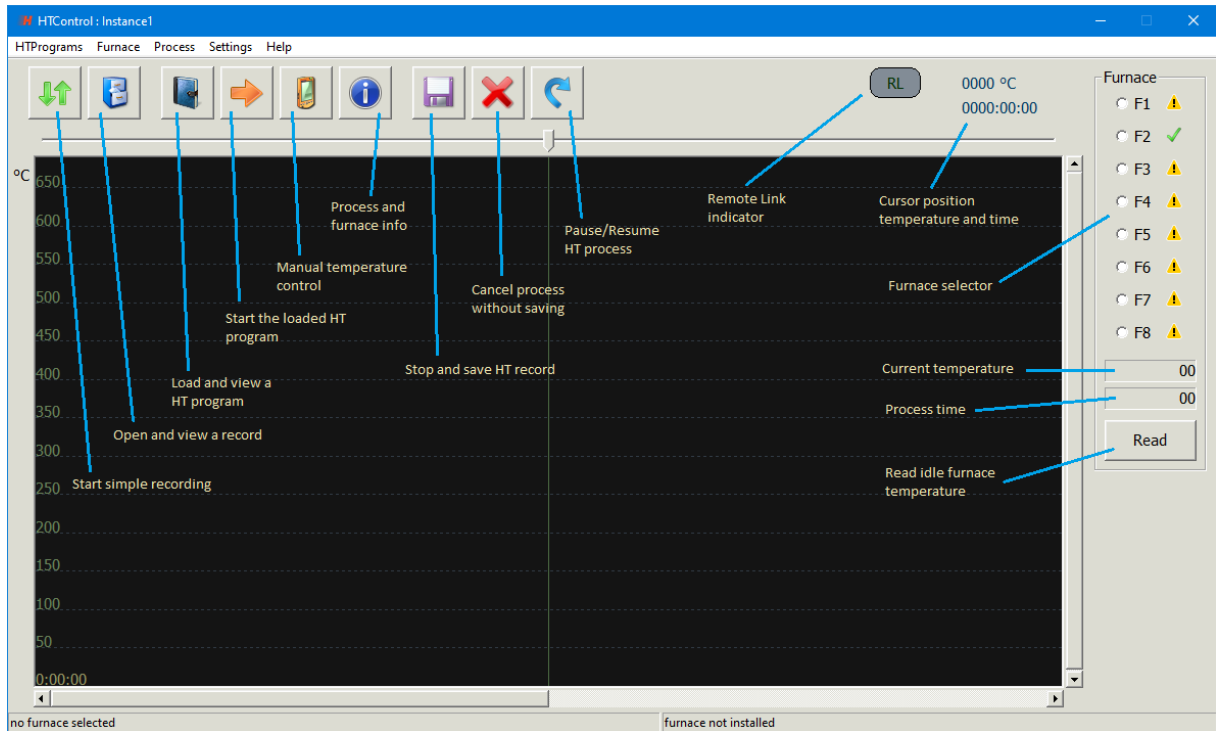 HTControl : Instance1
HTPrograms Furnace Process Settings Help
RL
0000 ºC
0000:00:00
Furnace
F1
F2
F3
F4
F5
F6
F7
F8
ºC
650
600
550
500
450
400
350
300
250
200
150
100
50
0:00:00
Process and
furnace info
Remote Link
indicator
Cursor position
temperature and time
Pause/Resume
HT process
Manual temperature
control
Cancel process
without saving
Furnace selector
Start the loaded HT
program
Stop and save HT record
Load and view a
HT program
Current temperature
00
Process time
00
Open and view a record
Read
Start simple recording
Read idle furnace
temperature
no furnace selected
furnace not installed